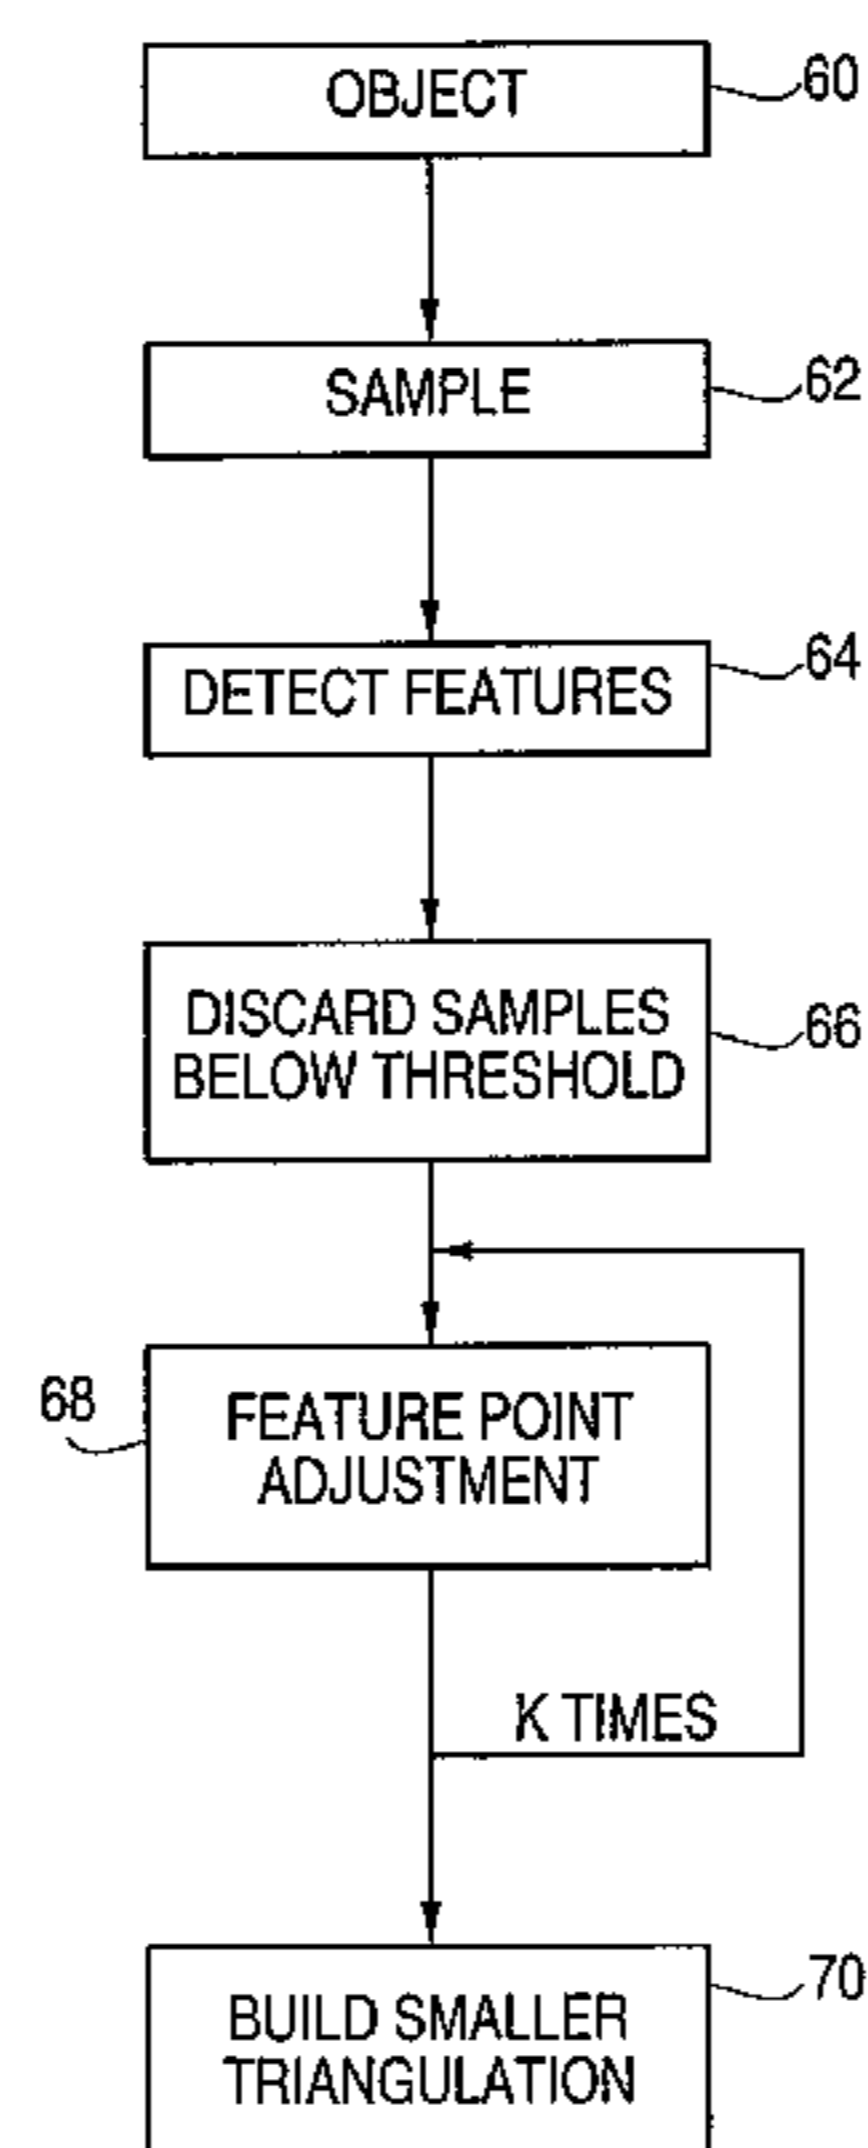 OBJECT
60
SAMPLE
62
DETECT FEATURES
64
DISCARD SAMPLES
BELOW THRESHOLD
66
68
FEATURE POINT
ADJUSTMENT
K TIMES
BUILD SMALLER
TRIANGULATION
70